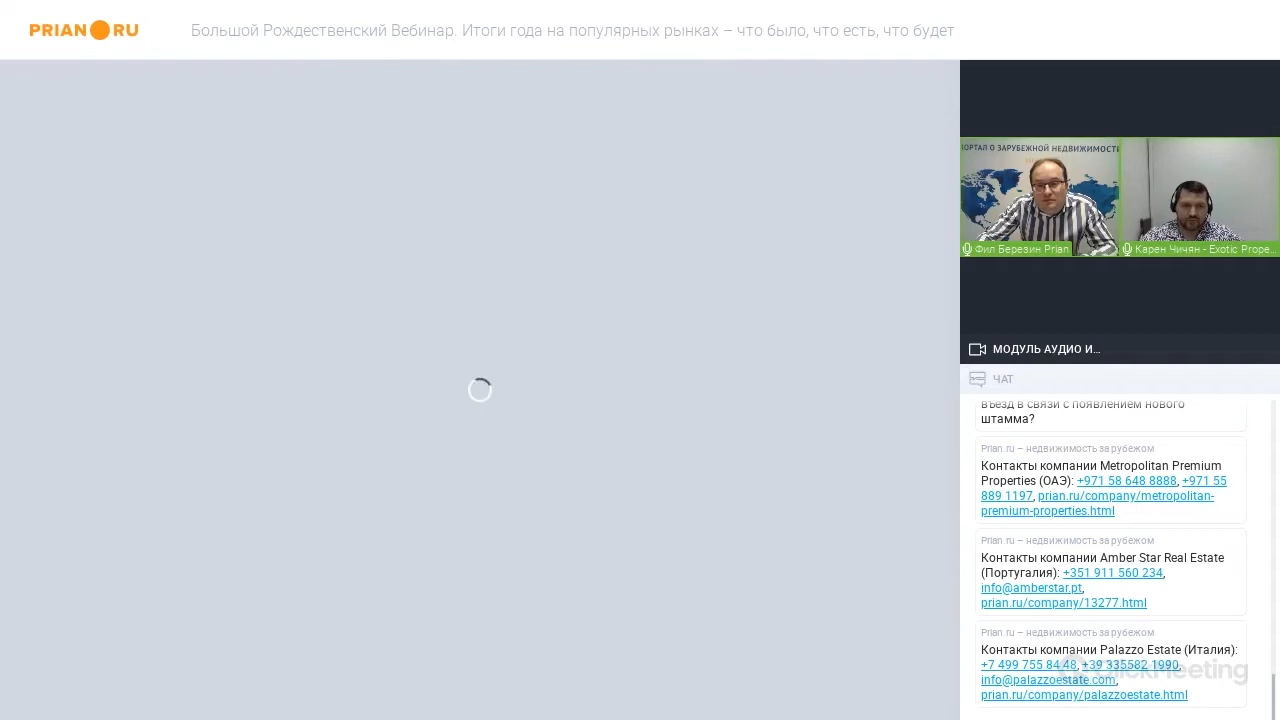 PRIAN RU
Большой Рождественский Вебинар. Итоги года на популярных рынках – что было, что есть, что будет
ПОРТАЛ О ЗАРУБЕЖНОЙ НЕДВИЖИМОСТИ
Фил Березин Prian
Карен Чичян - Exotic Prope...
МОДУЛЬ АУДИО И...
ЧАТ
въезд в связи с появлением нового
штамма?
Prian.ru – недвижимость за рубежом
Контакты компании Metropolitan Premium
Properties (ОАЭ): +971 58 648 8888, +971 55
889 1197, prian.ru/company/metropolitan-
premium-properties.html
Prian.ru – недвижимость за рубежом
Контакты компании Amber Star Real Estate
(Португалия): +351 911 560 234,
info@amberstar.pt,
prian.ru/company/13277.html
Prian.ru – недвижимость за рубежом
Контакты компании Palazzo Estate (Италия):
+7 499 755 84 48, +39 335582 1990,
info@palazzoestate.com,
prian.ru/company/palazzoestate.html
ClickMeeting